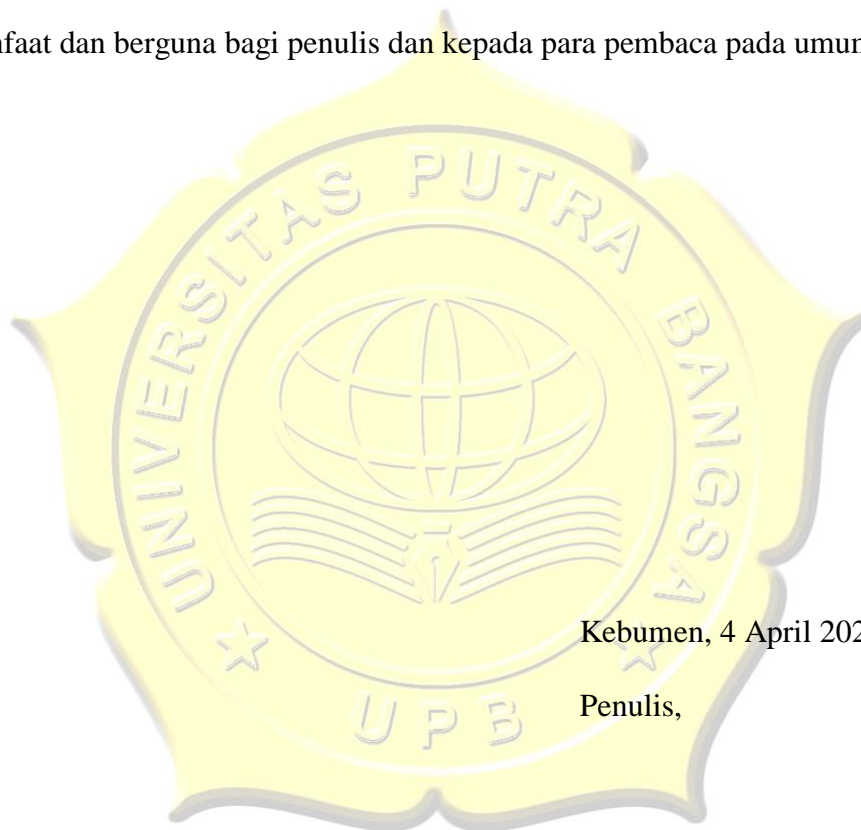 nfaat dan berguna bagi penulis dan kepada para pembaca pada umun
UNIVERSITAS PUTRA BANGSA
Kebumen, 4 April 202
Penulis,
UPB